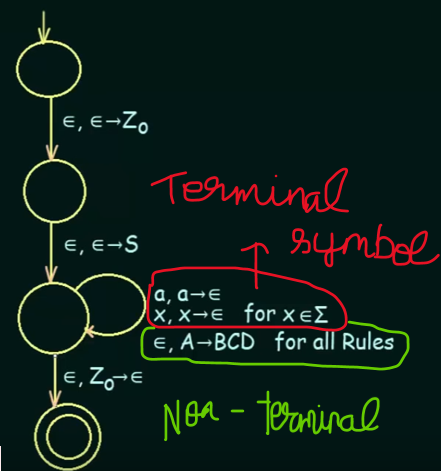 ϵ, ϵ→Z₀
Terminal
symbol
ϵ, ϵ→S
a, a→ϵ
x, x→ϵ for x ϵ Σ
ϵ, A→BCD for all Rules
ϵ, Z₀→ϵ
Non - terminal